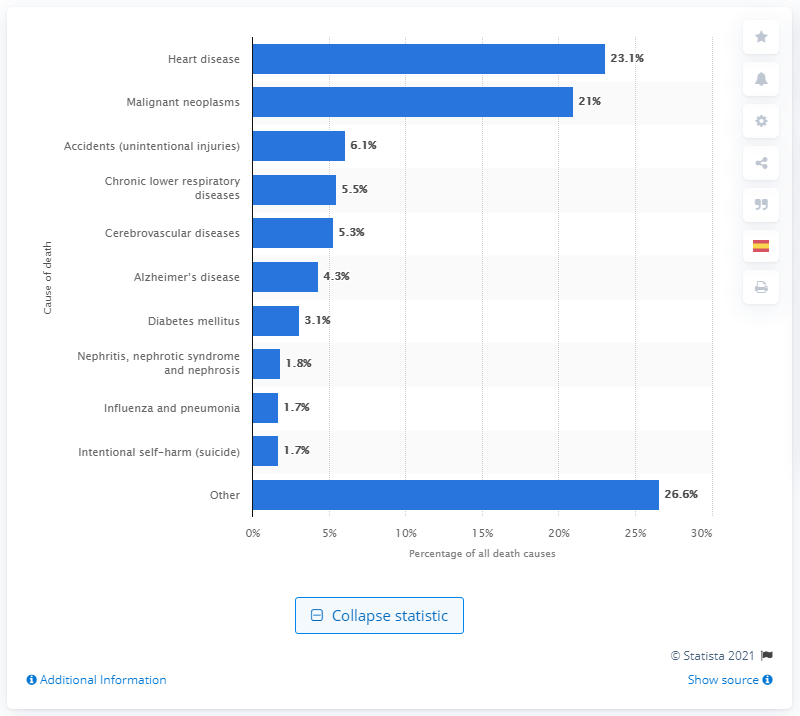 Heart disease
23.1%
Malignant neoplasms
21%
Accidents (unintentional injuries)
6.1%
Chronic lower respiratory
diseases
5.5%
Cerebrovascular diseases
5.3%
Cause of death
Alzheimer's disease
4.3%
Diabetes mellitus
3.1%
Nephritis, nephrotic syndrome
and nephrosis
1.8%
Influenza and pneumonia
1.7%
Intentional self-harm (suicide)
1.7%
Other
26.6%
0% 5% 10% 15% 20% 25% 30%
Percentage of all death causes
Collapse statistic
© Statista 2021
Additional Information
Show source